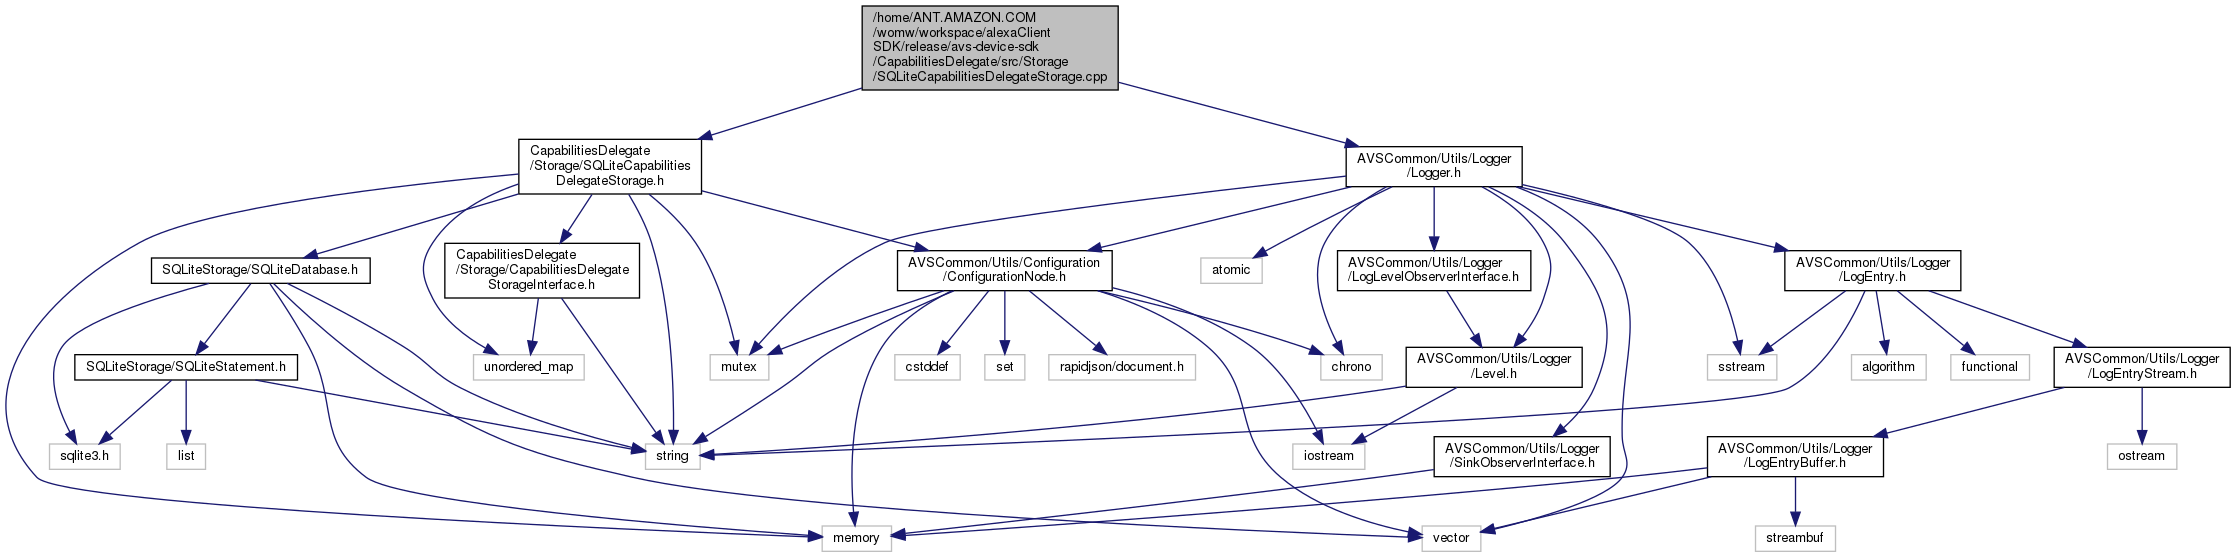 /home/ANT.AMAZON.COM
/womw/workspace/alexaClient
SDK/release/avs-device-sdk
/CapabilitiesDelegate/src/Storage
/SQLiteCapabilitiesDelegateStorage.cpp
CapabilitiesDelegate
/Storage/SQLiteCapabilities
DelegateStorage.h
AVSCommon/Utils/Logger
/Logger.h
SQLiteStorage/SQLiteDatabase.h
CapabilitiesDelegate
/Storage/CapabilitiesDelegate
StorageInterface.h
AVSCommon/Utils/Configuration
/ConfigurationNode.h
atomic
AVSCommon/Utils/Logger
/LogLevelObserverInterface.h
AVSCommon/Utils/Logger
/LogEntry.h
SQLiteStorage/SQLiteStatement.h
unordered_map
mutex
cstddef
set
rapidjson/document.h
chrono
AVSCommon/Utils/Logger
/Level.h
sstream
algorithm
functional
AVSCommon/Utils/Logger
/LogEntryStream.h
sqlite3.h
list
string
iostream
AVSCommon/Utils/Logger
/SinkObserverInterface.h
AVSCommon/Utils/Logger
/LogEntryBuffer.h
ostream
memory
vector
streambuf